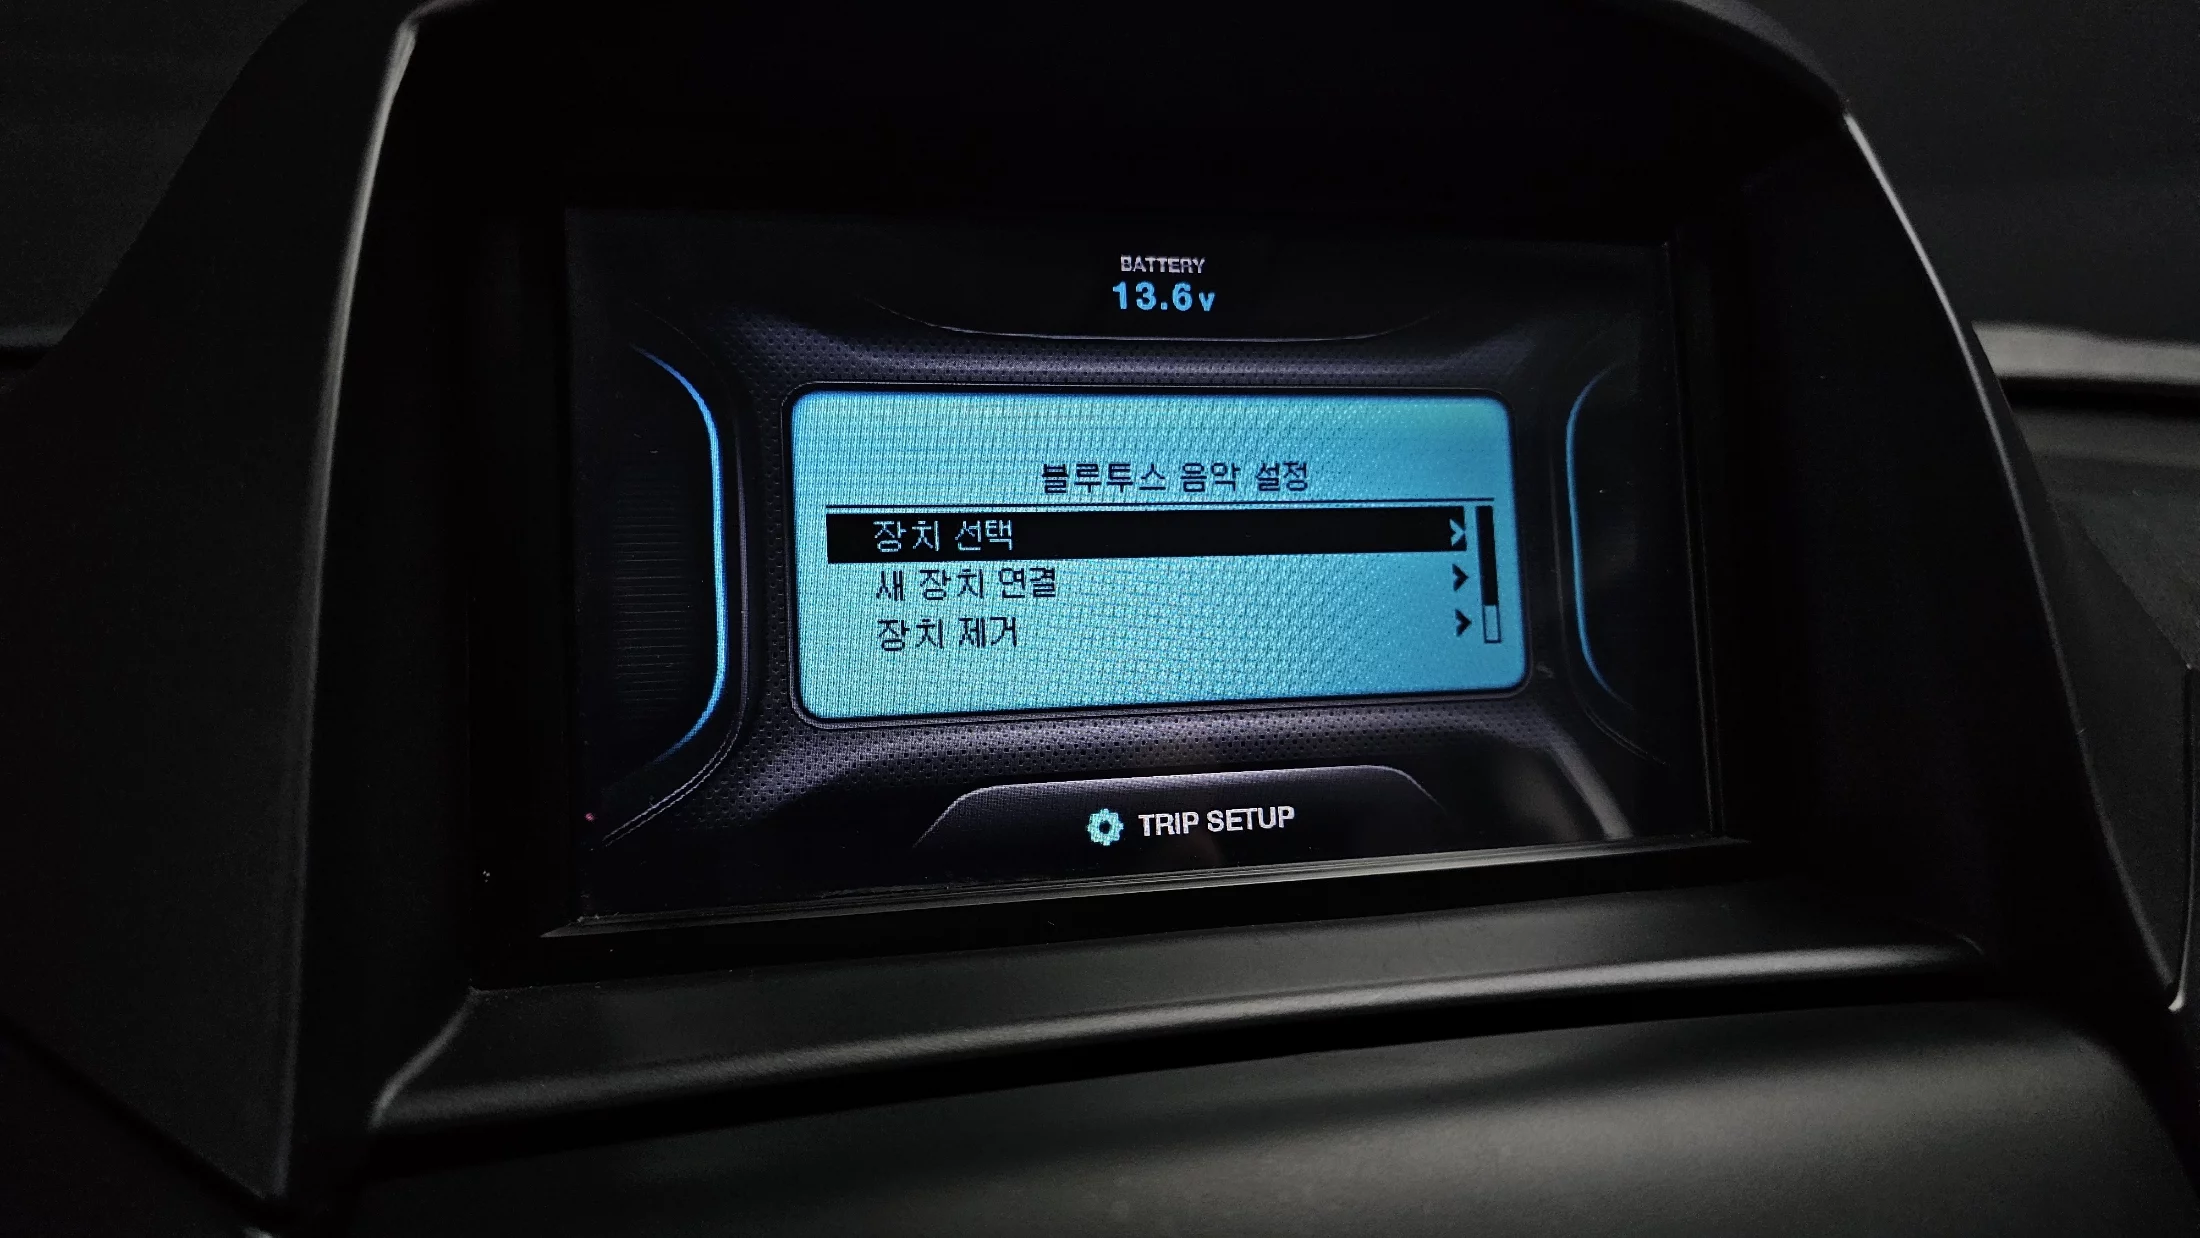 BATTERY
13.6v
블루투스 음악 설정
장치 선택
새 장치 연결
장치 제거
TRIP SETUP